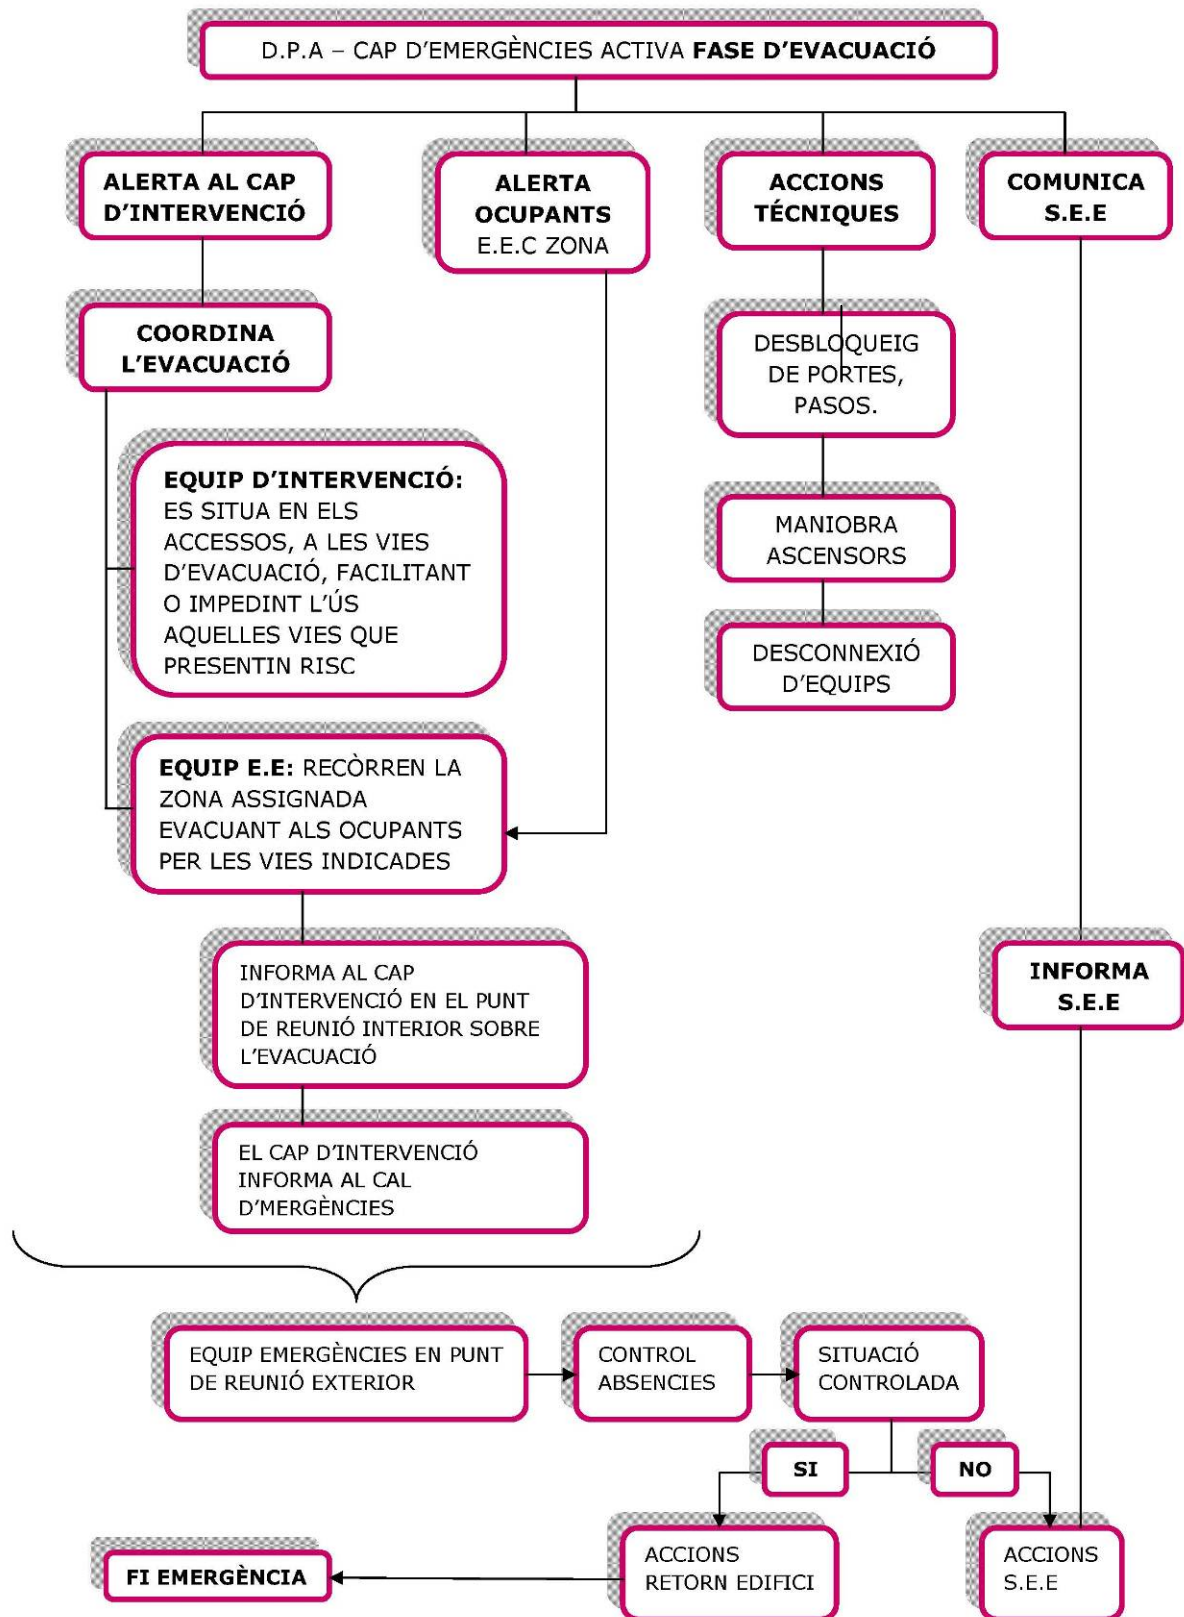 D.P.A – CAP D'EMERGÈNCIES ACTIVA FASE D'EVACUACIÓ
ALERTA AL CAP
D'INTERVENCIÓ
ALERTA
OCUPANTS
E.E.C ZONA
ACCIONS
TÉCNIQUES
COMUNICA
S.E.E
COORDINA
L'EVACUACIÓ
DESBLOQUEIG
DE PORTES,
PASOS.
EQUIP D'INTERVENCIÓ:
ES SITUA EN ELS
ACCESSOS, A LES VIES
D'EVACUACIÓ, FACILITANT
O IMPEDINT L'ÚS
AQUELLES VIES QUE
PRESENTIN RISC
MANIOBRA
ASCENSORS
DESCONNEXIÓ
D'EQUIPS
EQUIP E.E: RECÒRREN LA
ZONA ASSIGNADA
EVACUANT ALS OCUPANTS
PER LES VIES INDICADES
INFORMA AL CAP
D'INTERVENCIÓ EN EL PUNT
DE REUNIÓ INTERIOR SOBRE
L'EVACUACIÓ
INFORMA
S.E.E
EL CAP D'INTERVENCIÓ
INFORMA AL CAL
D'MERGÈNCIES
EQUIP EMERGÈNCIES EN PUNT
DE REUNIÓ EXTERIOR
CONTROL
ABSENCIES
SITUACIÓ
CONTROLADA
SI
NO
ACCIONS
RETORN EDIFICI
ACCIONS
S.E.E
FI EMERGÈNCIA